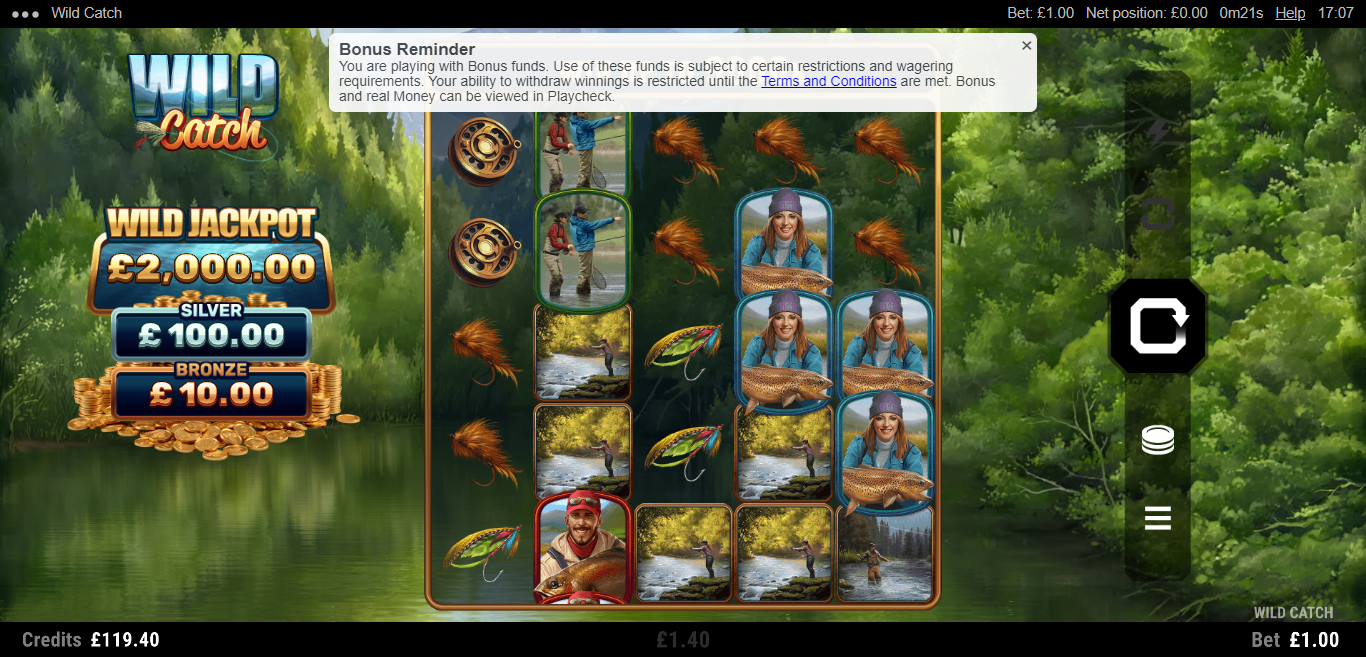 Wild Catch
Bet: £1.00 Net position: £0.00 0m21s Help 17:07
Bonus Reminder
You are playing with Bonus funds. Use of these funds is subject to certain restrictions and wagering
requirements. Your ability to withdraw winnings is restricted until the Terms and Conditions are met. Bonus
and real Money can be viewed in Playcheck.
WILD
Catch
WILD JACKPOT
£2,000.00
SILVER
£100.00
BRONZE
£10.00
WILD CATCH
Credits £119.40
£1.40
Bet £1.00